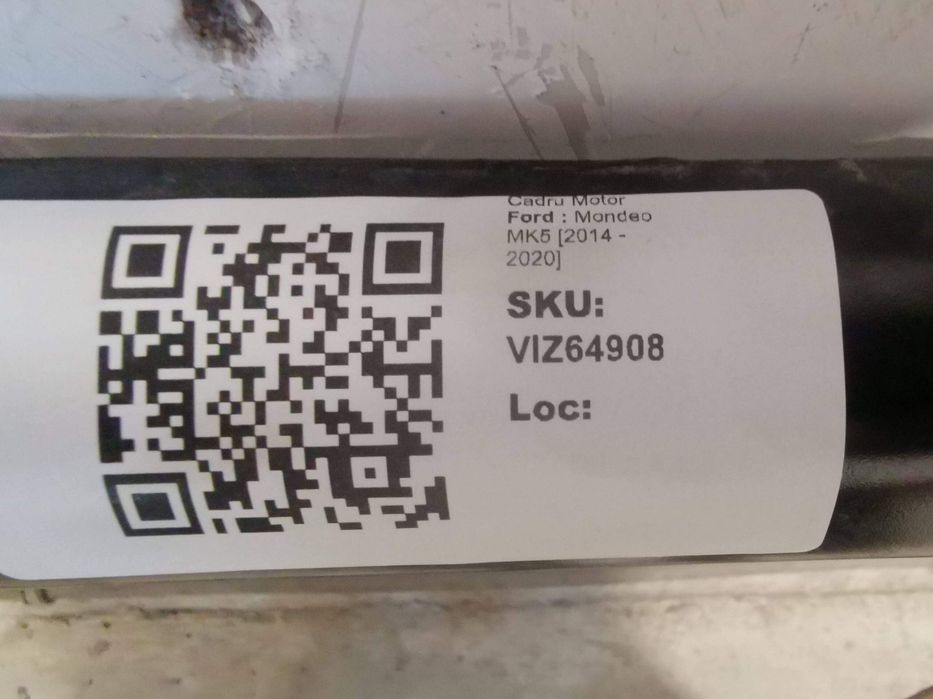 Cadru Motor
Ford : Mondeo
MK5 [2014 -
2020]
SKU:
VIZ64908
Loc: